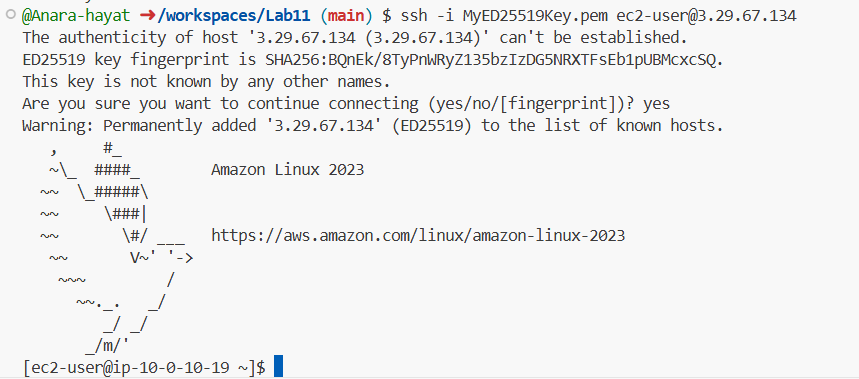 @Anara-hayat ➜/workspaces/Lab11 (main) $ ssh -i MyED25519Key.pem ec2-user@3.29.67.134
The authenticity of host '3.29.67.134 (3.29.67.134)' can't be established.
ED25519 key fingerprint is SHA256:BQnEk/8TyPnWRyZ135bzIzDG5NRXTFsEb1pUBMcxcSQ.
This key is not known by any other names.
Are you sure you want to continue connecting (yes/no/[fingerprint])? yes
Warning: Permanently added '3.29.67.134' (ED25519) to the list of known hosts.
   ,     #_
   ~\_  ####_        Amazon Linux 2023
  ~~  \_#####\
  ~~     \###|
  ~~       \#/ ___   https://aws.amazon.com/linux/amazon-linux-2023
   ~~       V~' '->
    ~~~         /
      ~~._.   _/
         _/ _/
       _/m/'
[ec2-user@ip-10-0-10-19 ~]$